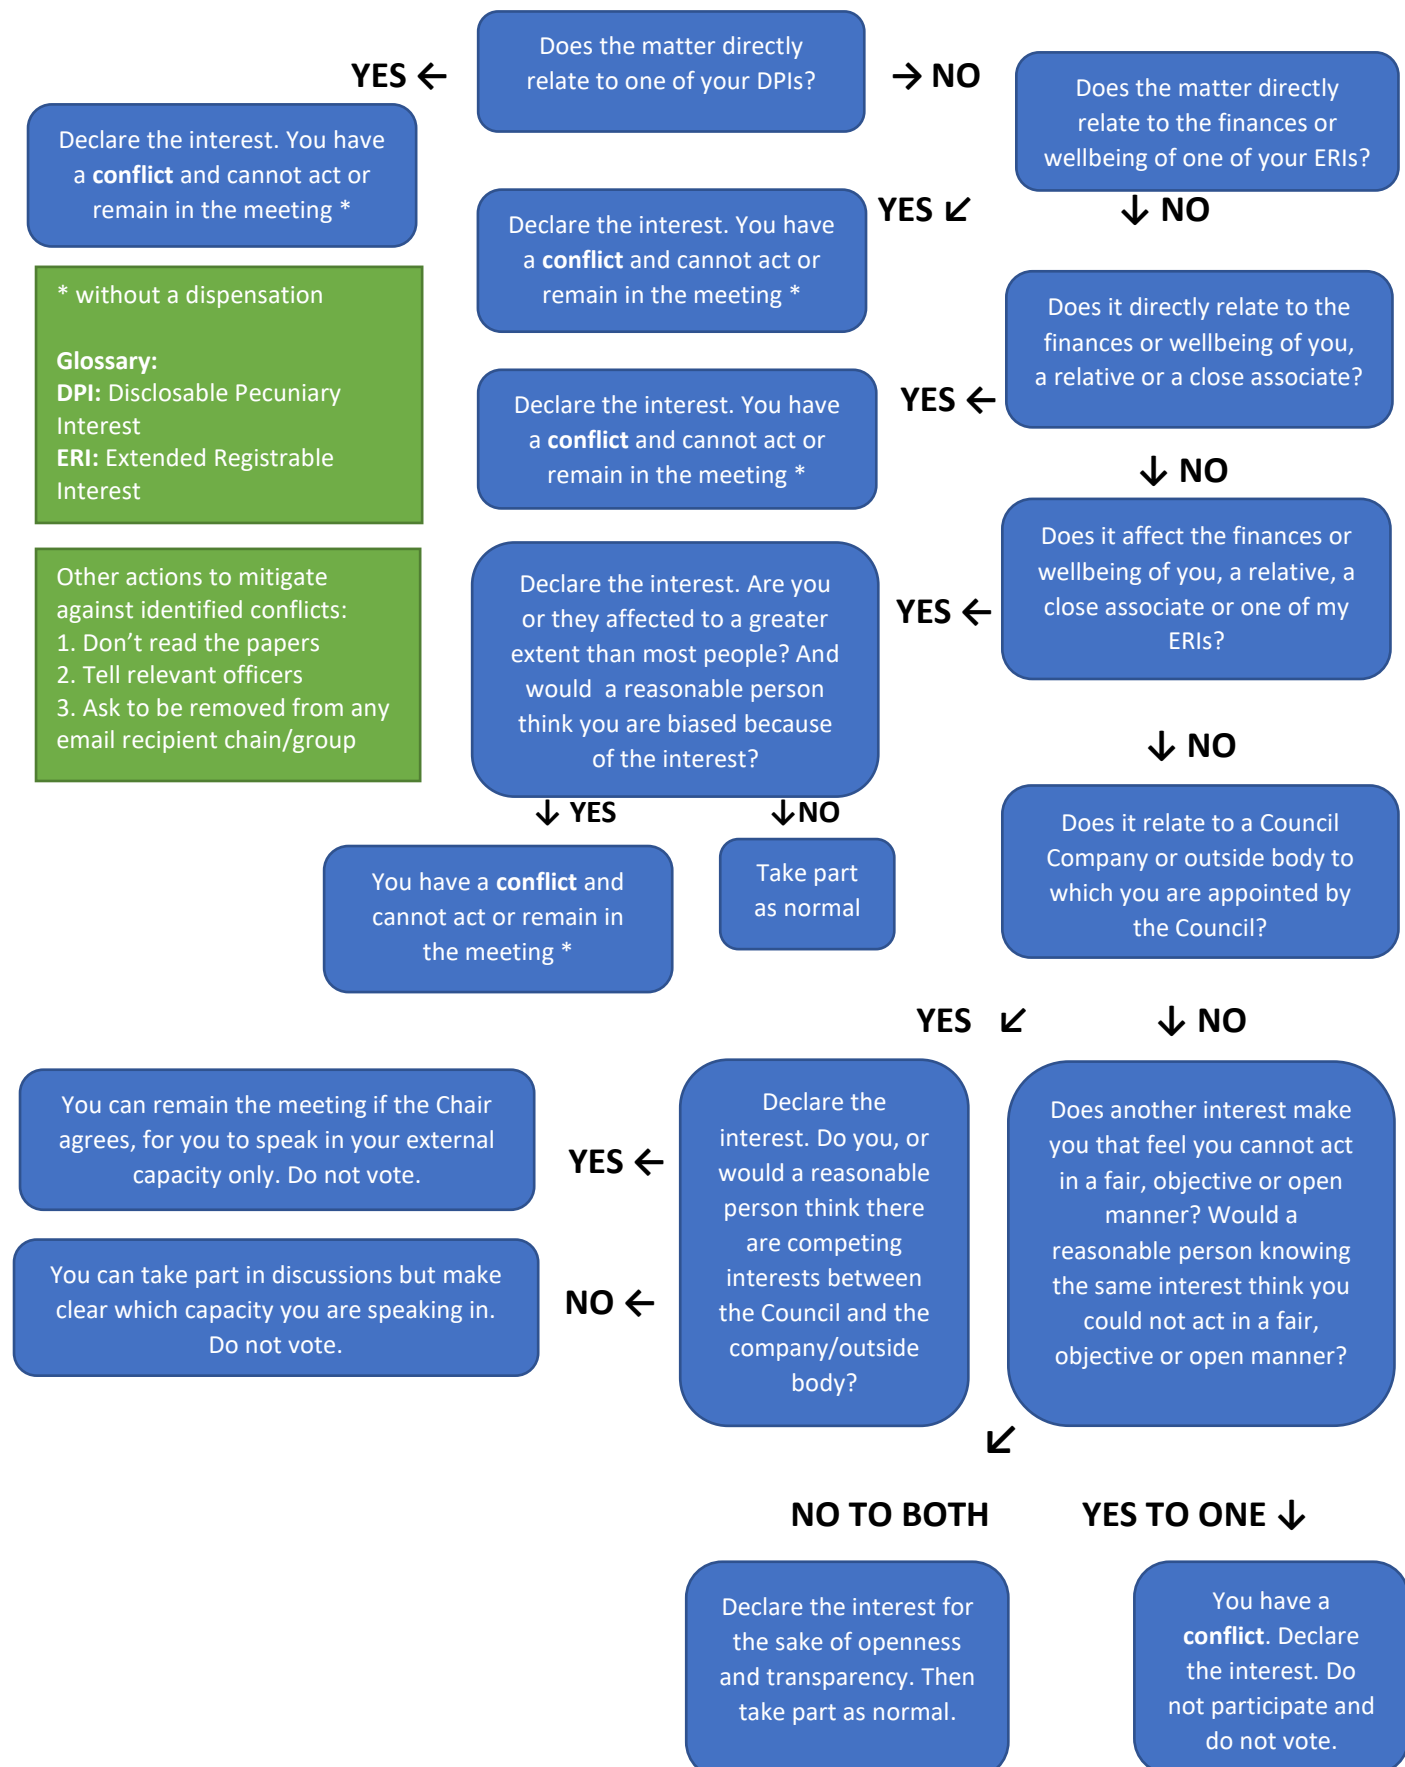 Does the matter directly
relate to one of your DPIs?
YES ←
→ NO
Declare the interest. You have
a conflict and cannot act or
remain in the meeting *
Does the matter directly
relate to the finances or
wellbeing of one of your ERIs?
YES ↙
↓ NO
Declare the interest. You have
a conflict and cannot act or
remain in the meeting *
* without a dispensation
Glossary:
DPI: Disclosable Pecuniary
Interest
ERI: Extended Registrable
Interest
Does it directly relate to the
finances or wellbeing of you,
a relative or a close associate?
YES ←
Declare the interest. You have
a conflict and cannot act or
remain in the meeting *
↓ NO
Does it affect the finances or
wellbeing of you, a relative, a
close associate or one of my
ERIs?
YES ←
Declare the interest. Are you
or they affected to a greater
extent than most people? And
would  a reasonable person
think you are biased because
of the interest?
Other actions to mitigate
against identified conflicts:
1. Don’t read the papers
2. Tell relevant officers
3. Ask to be removed from any
email recipient chain/group
↓ NO
↓ YES
↓NO
You have a conflict and
cannot act or remain in
the meeting *
Take part
as normal
Does it relate to a Council
Company or outside body to
which you are appointed by
the Council?
YES ↙
↓ NO
Declare the
interest. Do you, or
would a reasonable
person think there
are competing
interests between
the Council and the
company/outside
body?
YES ←
You can remain the meeting if the Chair
agrees, for you to speak in your external
capacity only. Do not vote.
NO ←
You can take part in discussions but make
clear which capacity you are speaking in.
Do not vote.
Does another interest make
you that feel you cannot act
in a fair, objective or open
manner? Would a
reasonable person knowing
the same interest think you
could not act in a fair,
objective or open manner?
↙
NO TO BOTH
YES TO ONE ↓
Declare the interest for
the sake of openness
and transparency. Then
take part as normal.
You have a
conflict. Declare
the interest. Do
not participate and
do not vote.